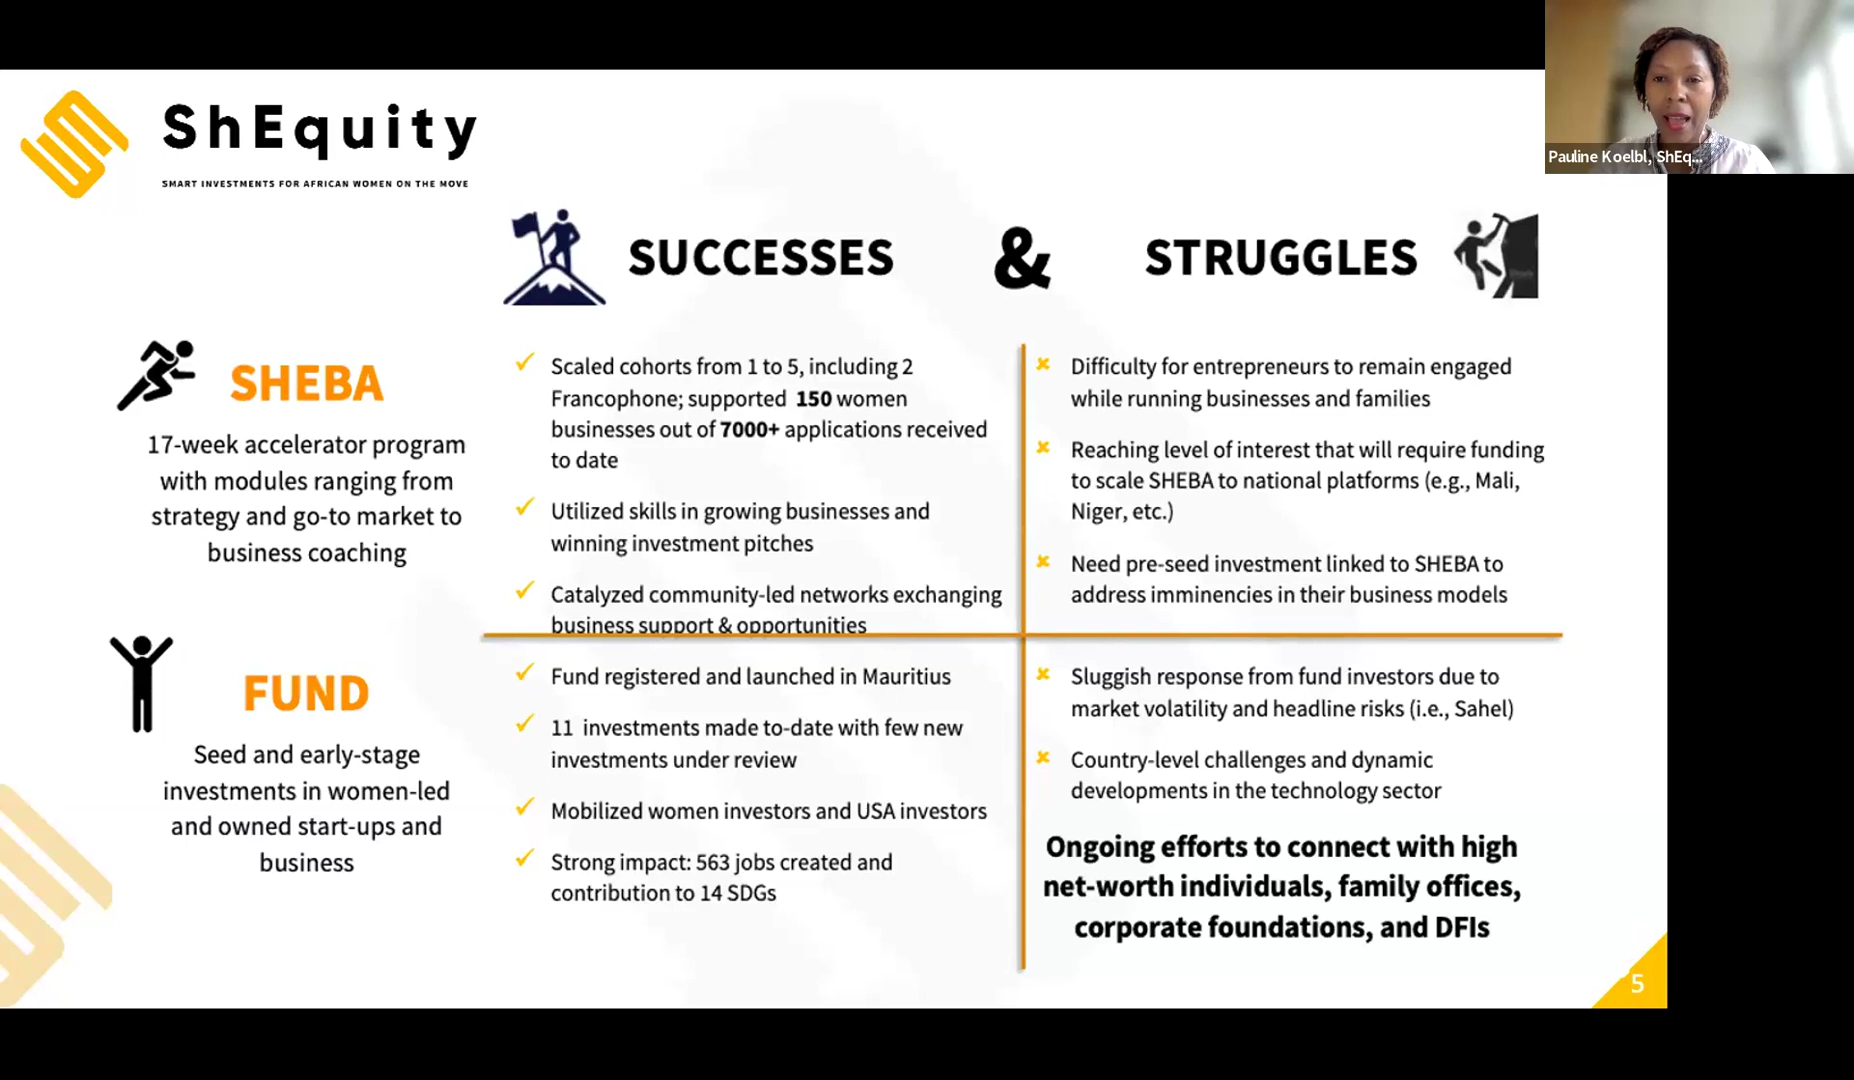 ShEquity
SMART INVESTMENTS FOR AFRICAN WOMEN ON THE MOVE
Pauline Koelbl, ShEq...
SUCCESSES & STRUGGLES
SHEBA
17-week accelerator program
with modules ranging from
strategy and go-to market to
business coaching
Scaled cohorts from 1 to 5, including 2
Francophone; supported 150 women
businesses out of 7000+ applications received
to date
Utilized skills in growing businesses and
winning investment pitches
Catalyzed community-led networks exchanging
business support & opportunities
Difficulty for entrepreneurs to remain engaged
while running businesses and families
Reaching level of interest that will require funding
to scale SHEBA to national platforms (e.g., Mali,
Niger, etc.)
Need pre-seed investment linked to SHEBA to
address imminencies in their business models
FUND
Seed and early-stage
investments in women-led
and owned start-ups and
business
Fund registered and launched in Mauritius
11 investments made to-date with few new
investments under review
Mobilized women investors and USA investors
Strong impact: 563 jobs created and
contribution to 14 SDGs
Sluggish response from fund investors due to
market volatility and headline risks (i.e., Sahel)
Country-level challenges and dynamic
developments in the technology sector
Ongoing efforts to connect with high
net-worth individuals, family offices,
corporate foundations, and DFIs
5